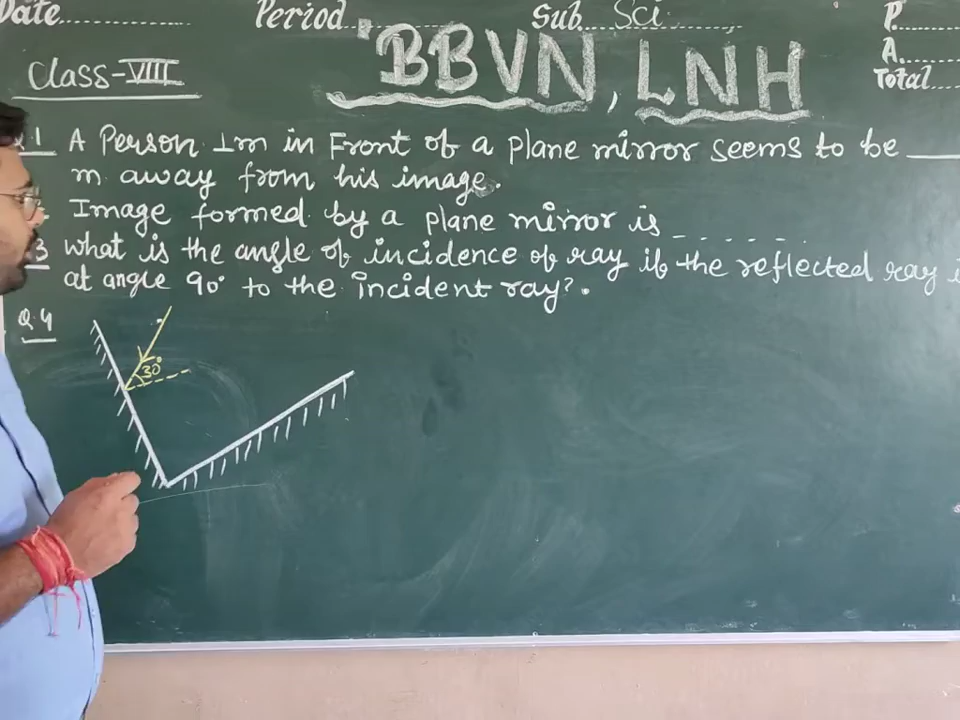 Date........ Period........ Sub. Sci........ P.....
A.....
Total.....
BBVN, LNH
Class-VIII
Q.1 A Person 1m in Front of a plane mirror seems to be ____
m away from his image.
Image formed by a plane mirror is _ _ _ _ _ _
3 what is the angle of incidence of ray if the reflected ray i
at angle 90° to the incident ray?.
Q.4
30°